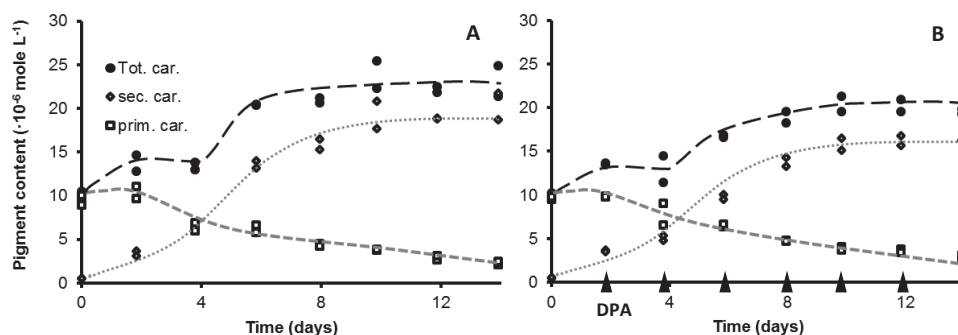 30
25
20
15
10
5
0
Pigment content (·10⁻⁶ mole L⁻¹)
A
Tot. car.
sec. car.
prim. car.
0 4 8 12
Time (days)
30
25
20
15
10
5
0
B
0 4 8 12
DPA
Time (days)